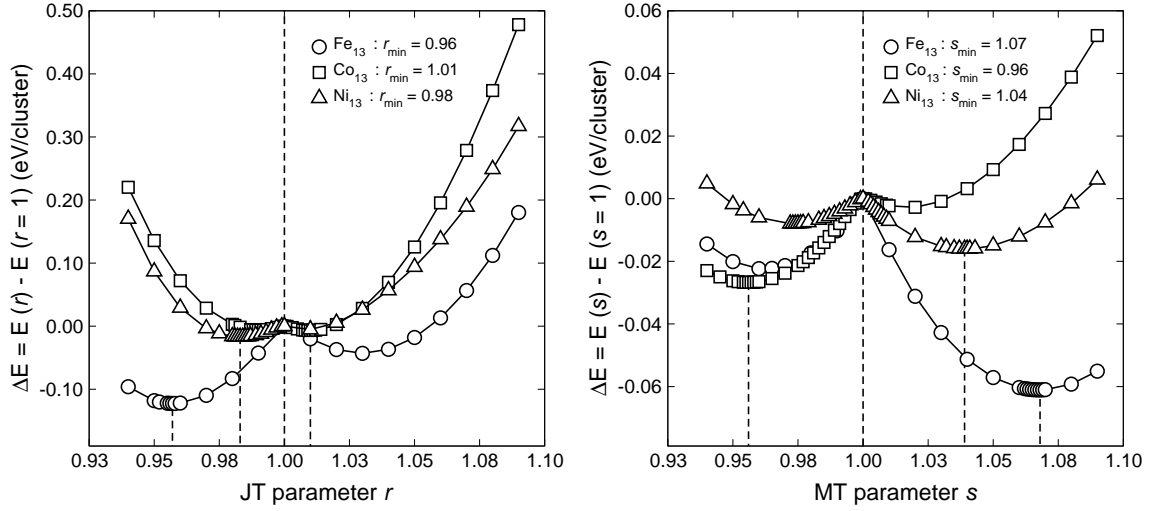 0.50
0.40
0.30
0.20
0.10
0.00
-0.10
ΔE = E (r) - E (r = 1) (eV/cluster)
Fe13 : rmin = 0.96
Co13 : rmin = 1.01
Ni13 : rmin = 0.98
0.93 0.95 0.98 1.00 1.03 1.05 1.08 1.10
JT parameter r
0.06
0.04
0.02
0.00
-0.02
-0.04
-0.06
ΔE = E (s) - E (s = 1) (eV/cluster)
Fe13 : smin = 1.07
Co13 : smin = 0.96
Ni13 : smin = 1.04
0.93 0.95 0.98 1.00 1.03 1.05 1.08 1.10
MT parameter s